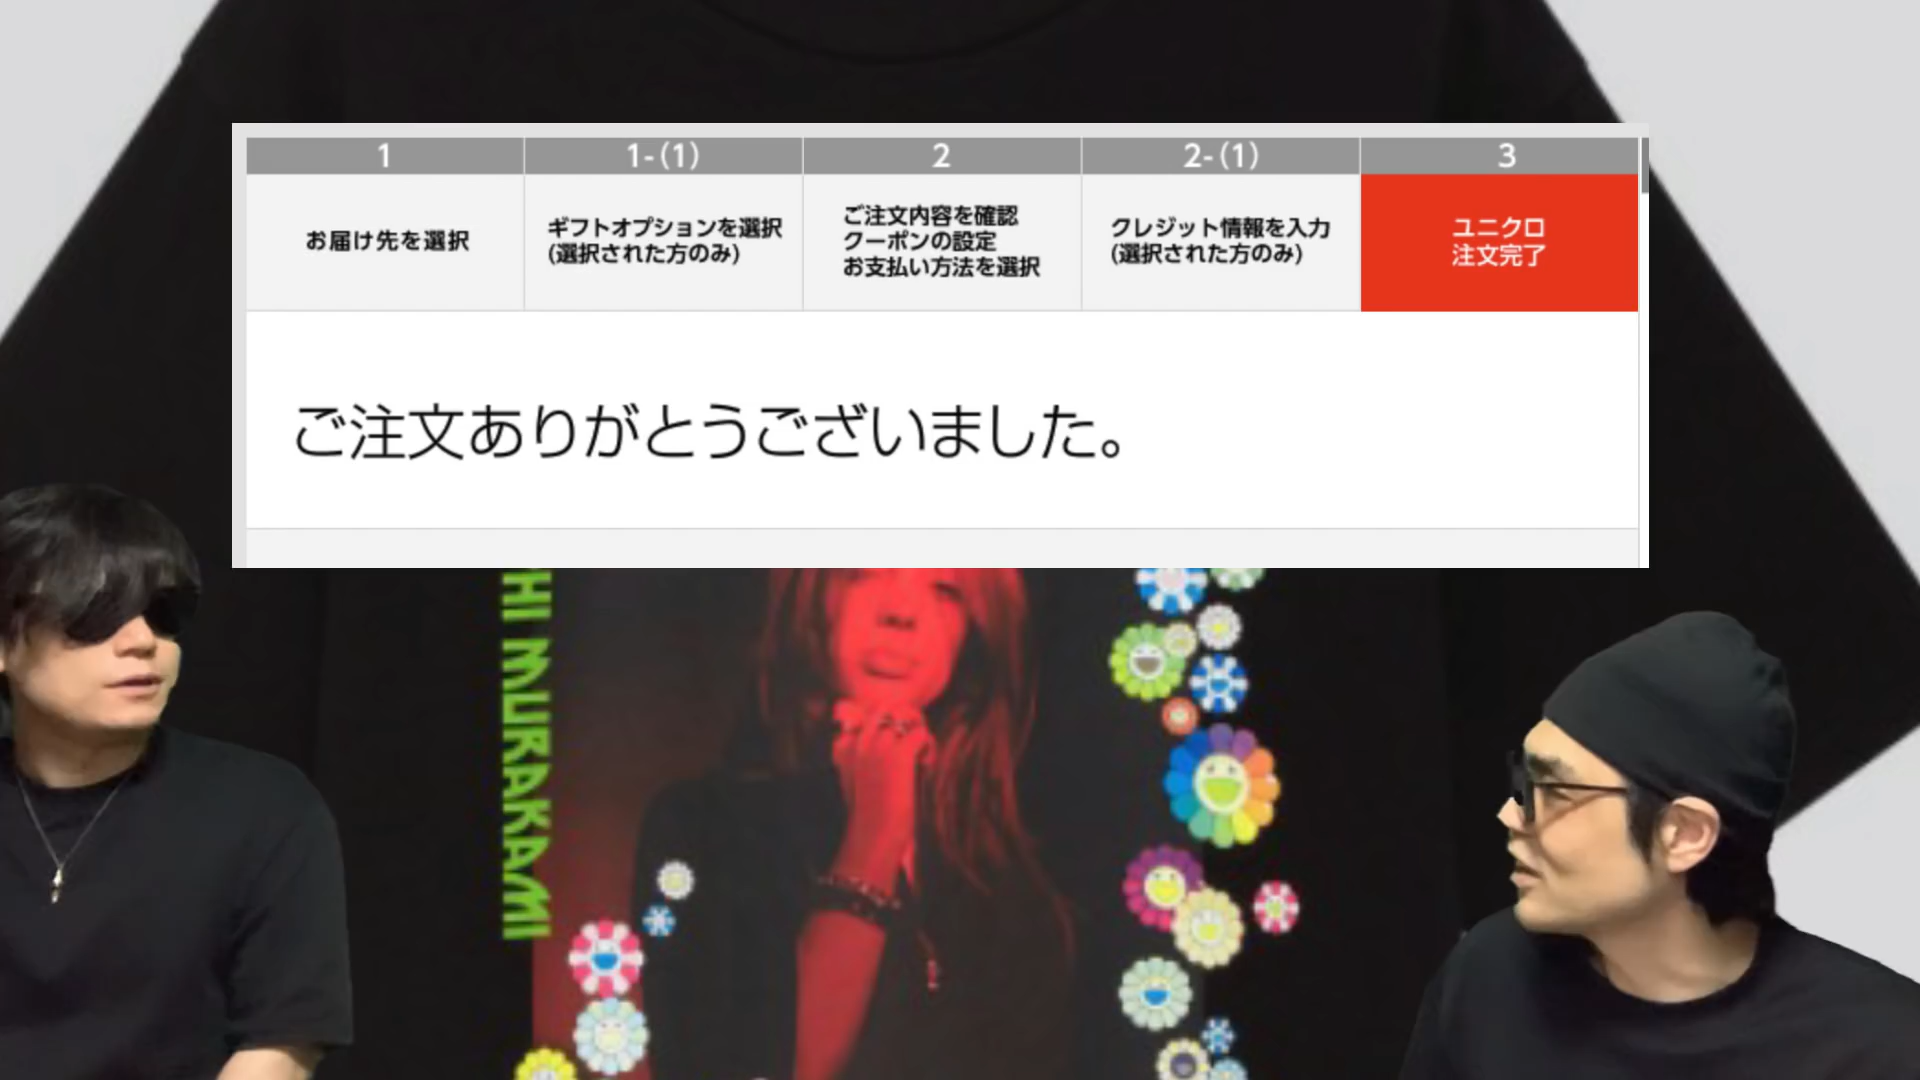 1
お届け先を選択
1-(1)
ギフトオプションを選択
(選択された方のみ)
2
ご注文内容を確認
クーポンの設定
お支払い方法を選択
2-(1)
クレジット情報を入力
(選択された方のみ)
3
ユニクロ
注文完了
ご注文ありがとうございました。
HI MURAKAMI